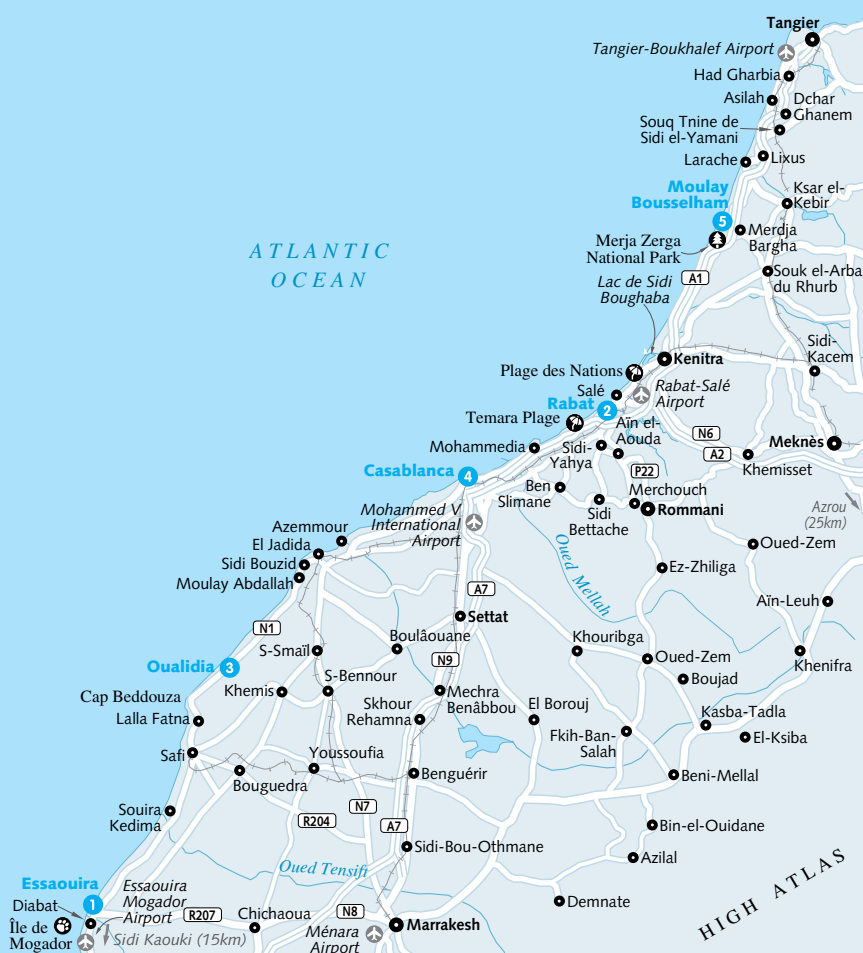 Tangier
Tangier-Boukhalef Airport
Had Gharbia
Asilah
Dchar
Ghanem
Souq Tnine de
Sidi el-Yamani
Larache
Lixus
Moulay
Bousselham
5
Ksar el-
Kebir
Merdja
Bargha
Merja Zerga
National Park
ATLANTIC
OCEAN
Souk el-Arba
du Rhurb
A1
Lac de Sidi
Boughaba
Kenitra
Sidi-
Kacem
Plage des Nations
Salé
Rabat-Salé
Airport
Rabat
2
Temara Plage
Aïn el-
Aouda
N6
Meknès
Mohammedia
Sidi-
Yahya
A2
Khemisset
Casablanca
4
P22
Ben
Slimane
Merchouch
Sidi
Bettache
Rommani
Azrou
(25km)
Mohammed V
International
Airport
Azemmour
El Jadida
Sidi Bouzid
Moulay Abdallah
Oued Mellah
Oued-Zem
Ez-Zhiliga
A7
Aïn-Leuh
Settat
N1
S-Smaïl
Boulâouane
Khouribga
Oued-Zem
Khenifra
Oualidia
3
N9
Boujad
Cap Beddouza
Khemis
S-Bennour
Mechra
Benâbbou
Lalla Fatna
Skhour
Rehamna
El Borouj
Kasba-Tadla
Fkih-Ban-
Salah
El-Ksiba
Safi
Youssoufia
Bouguedra
Benguérir
Beni-Mellal
Souira
Kedima
N7
R204
A7
Bin-el-Ouidane
Sidi-Bou-Othmane
Azilal
Oued Tensift
Essaouira
1
Essaouira
Mogador
Airport
Diabat
Île de
Mogador
Sidi Kaouki (15km)
R207
Chichaoua
N8
Ménara
Airport
Marrakesh
Demnate
HIGH ATLAS